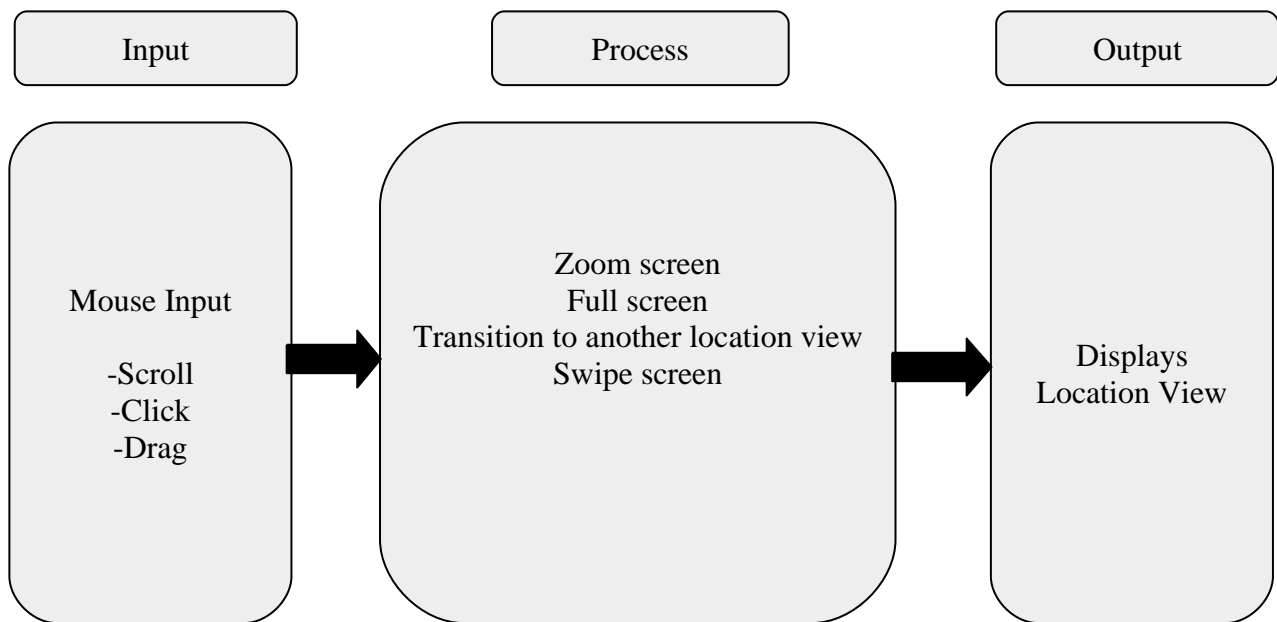 Input
Process
Output
Mouse Input
-Scroll
-Click
-Drag
Zoom screen
Full screen
Transition to another location view
Swipe screen
Displays
Location View